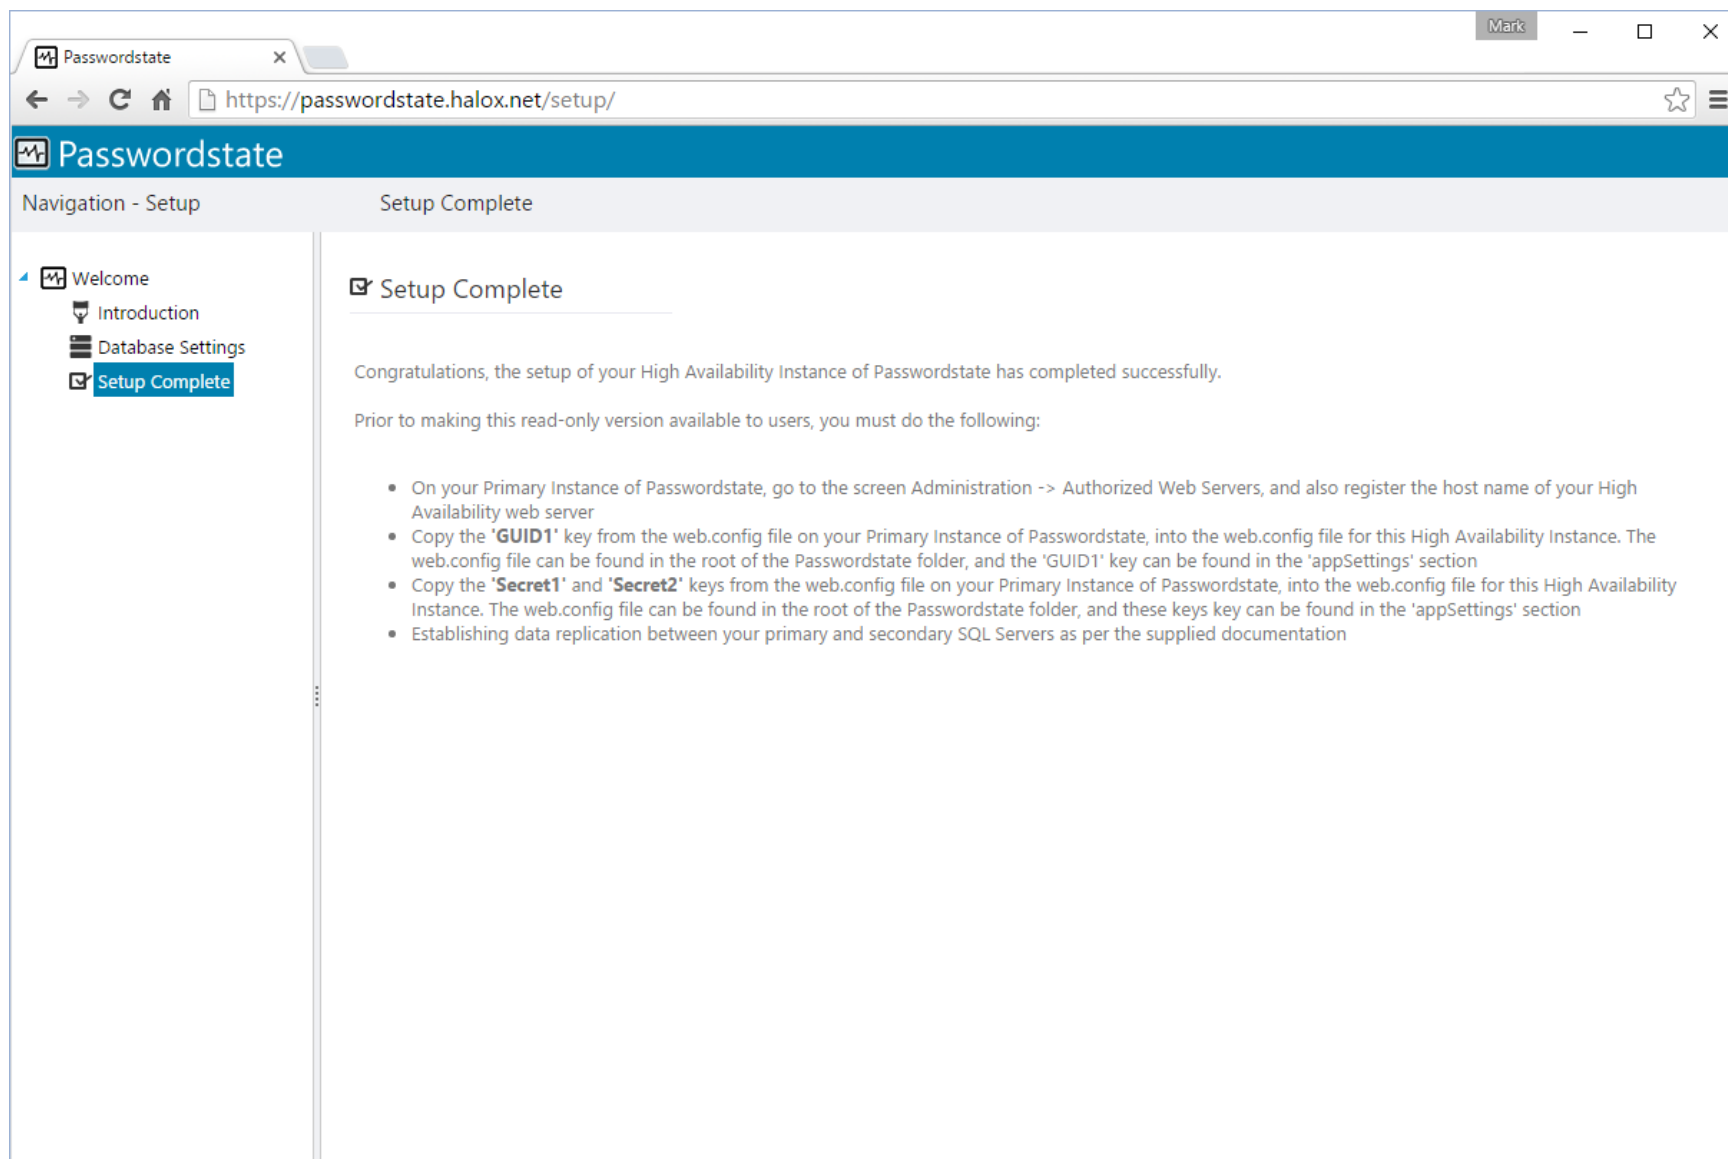 Mark
Passwordstate
https://passwordstate.halox.net/setup/
Passwordstate
Navigation - Setup
Setup Complete
Welcome
Introduction
Database Settings
Setup Complete
Setup Complete
Congratulations, the setup of your High Availability Instance of Passwordstate has completed successfully.
Prior to making this read-only version available to users, you must do the following:
On your Primary Instance of Passwordstate, go to the screen Administration -> Authorized Web Servers, and also register the host name of your High
Availability web server
Copy the 'GUID1' key from the web.config file on your Primary Instance of Passwordstate, into the web.config file for this High Availability Instance. The
web.config file can be found in the root of the Passwordstate folder, and the 'GUID1' key can be found in the 'appSettings' section
Copy the 'Secret1' and 'Secret2' keys from the web.config file on your Primary Instance of Passwordstate, into the web.config file for this High Availability
Instance. The web.config file can be found in the root of the Passwordstate folder, and these keys key can be found in the 'appSettings' section
Establishing data replication between your primary and secondary SQL Servers as per the supplied documentation